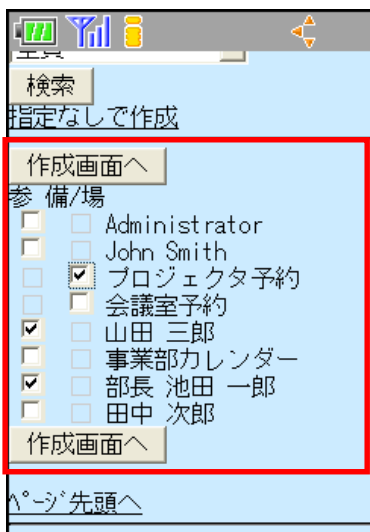 全員
検索
指定なしで作成
作成画面へ
参 備/場
Administrator
John Smith
プロジェクタ予約
会議室予約
山田 三郎
事業部カレンダー
部長 池田 一郎
田中 次郎
作成画面へ
ﾍﾟｰｼﾞ先頭へ